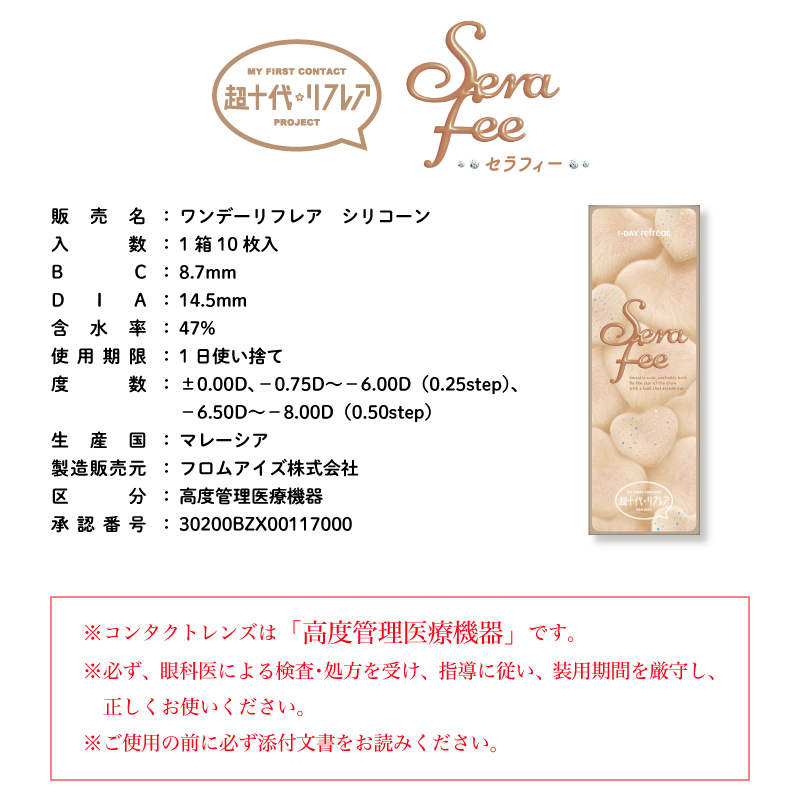 MY FIRST CONTACT
超十代☆リフレア
PROJECT
Sera
fee
セラフィー
販売名：ワンデーリフレア　シリコーン
入数：1箱10枚入
BC：8.7mm
DIA：14.5mm
含水率：47%
使用期限：1日使い捨て
度数：±0.00D、−0.75D〜−6.00D（0.25step）、
−6.50D〜−8.00D（0.50step）
生産国：マレーシア
製造販売元：フロムアイズ株式会社
区分：高度管理医療機器
承認番号：30200BZX00117000
1-DAY refrear
Sera
fee
MY FIRST CONTACT
超十代☆リフレア
PROJECT
※コンタクトレンズは「高度管理医療機器」です。
※必ず、眼科医による検査・処方を受け、指導に従い、装用期間を厳守し、
正しくお使いください。
※ご使用の前に必ず添付文書をお読みください。